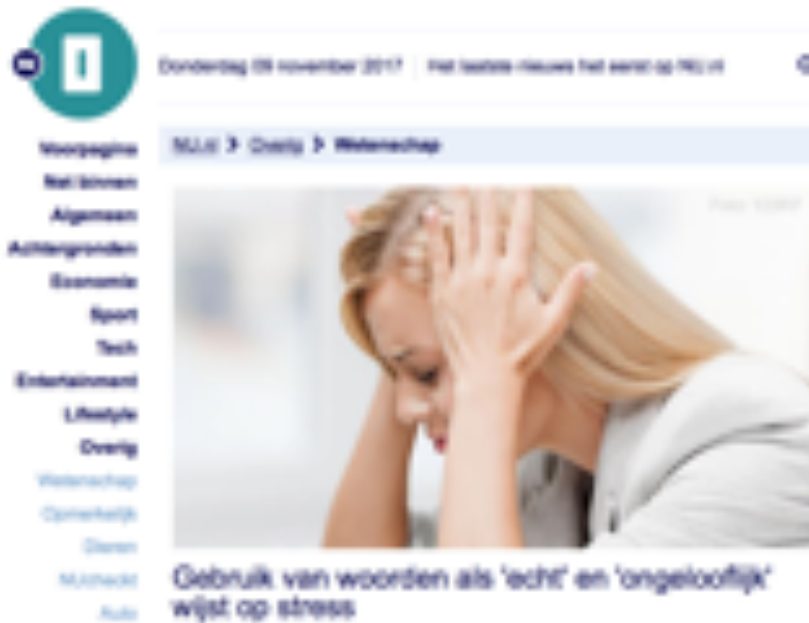 Donderdag 09 november 2017 | Het laatste nieuws het eerst op NU.nl
Voorpagina
Net binnen
Algemeen
Achtergronden
Economie
Sport
Tech
Entertainment
Lifestyle
Overig
Wetenschap
Opmerkelijk
Dieren
NUcheckt
Auto
NU.nl > Overig > Wetenschap
Gebruik van woorden als 'echt' en 'ongelooflijk'
wijst op stress